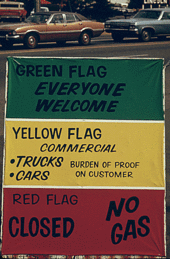 LINCOLN
GREEN FLAG
EVERYONE
WELCOME
YELLOW FLAG
COMMERCIAL
•TRUCKS BURDEN OF PROOF
•CARS ON CUSTOMER
RED FLAG
CLOSED NO
GAS